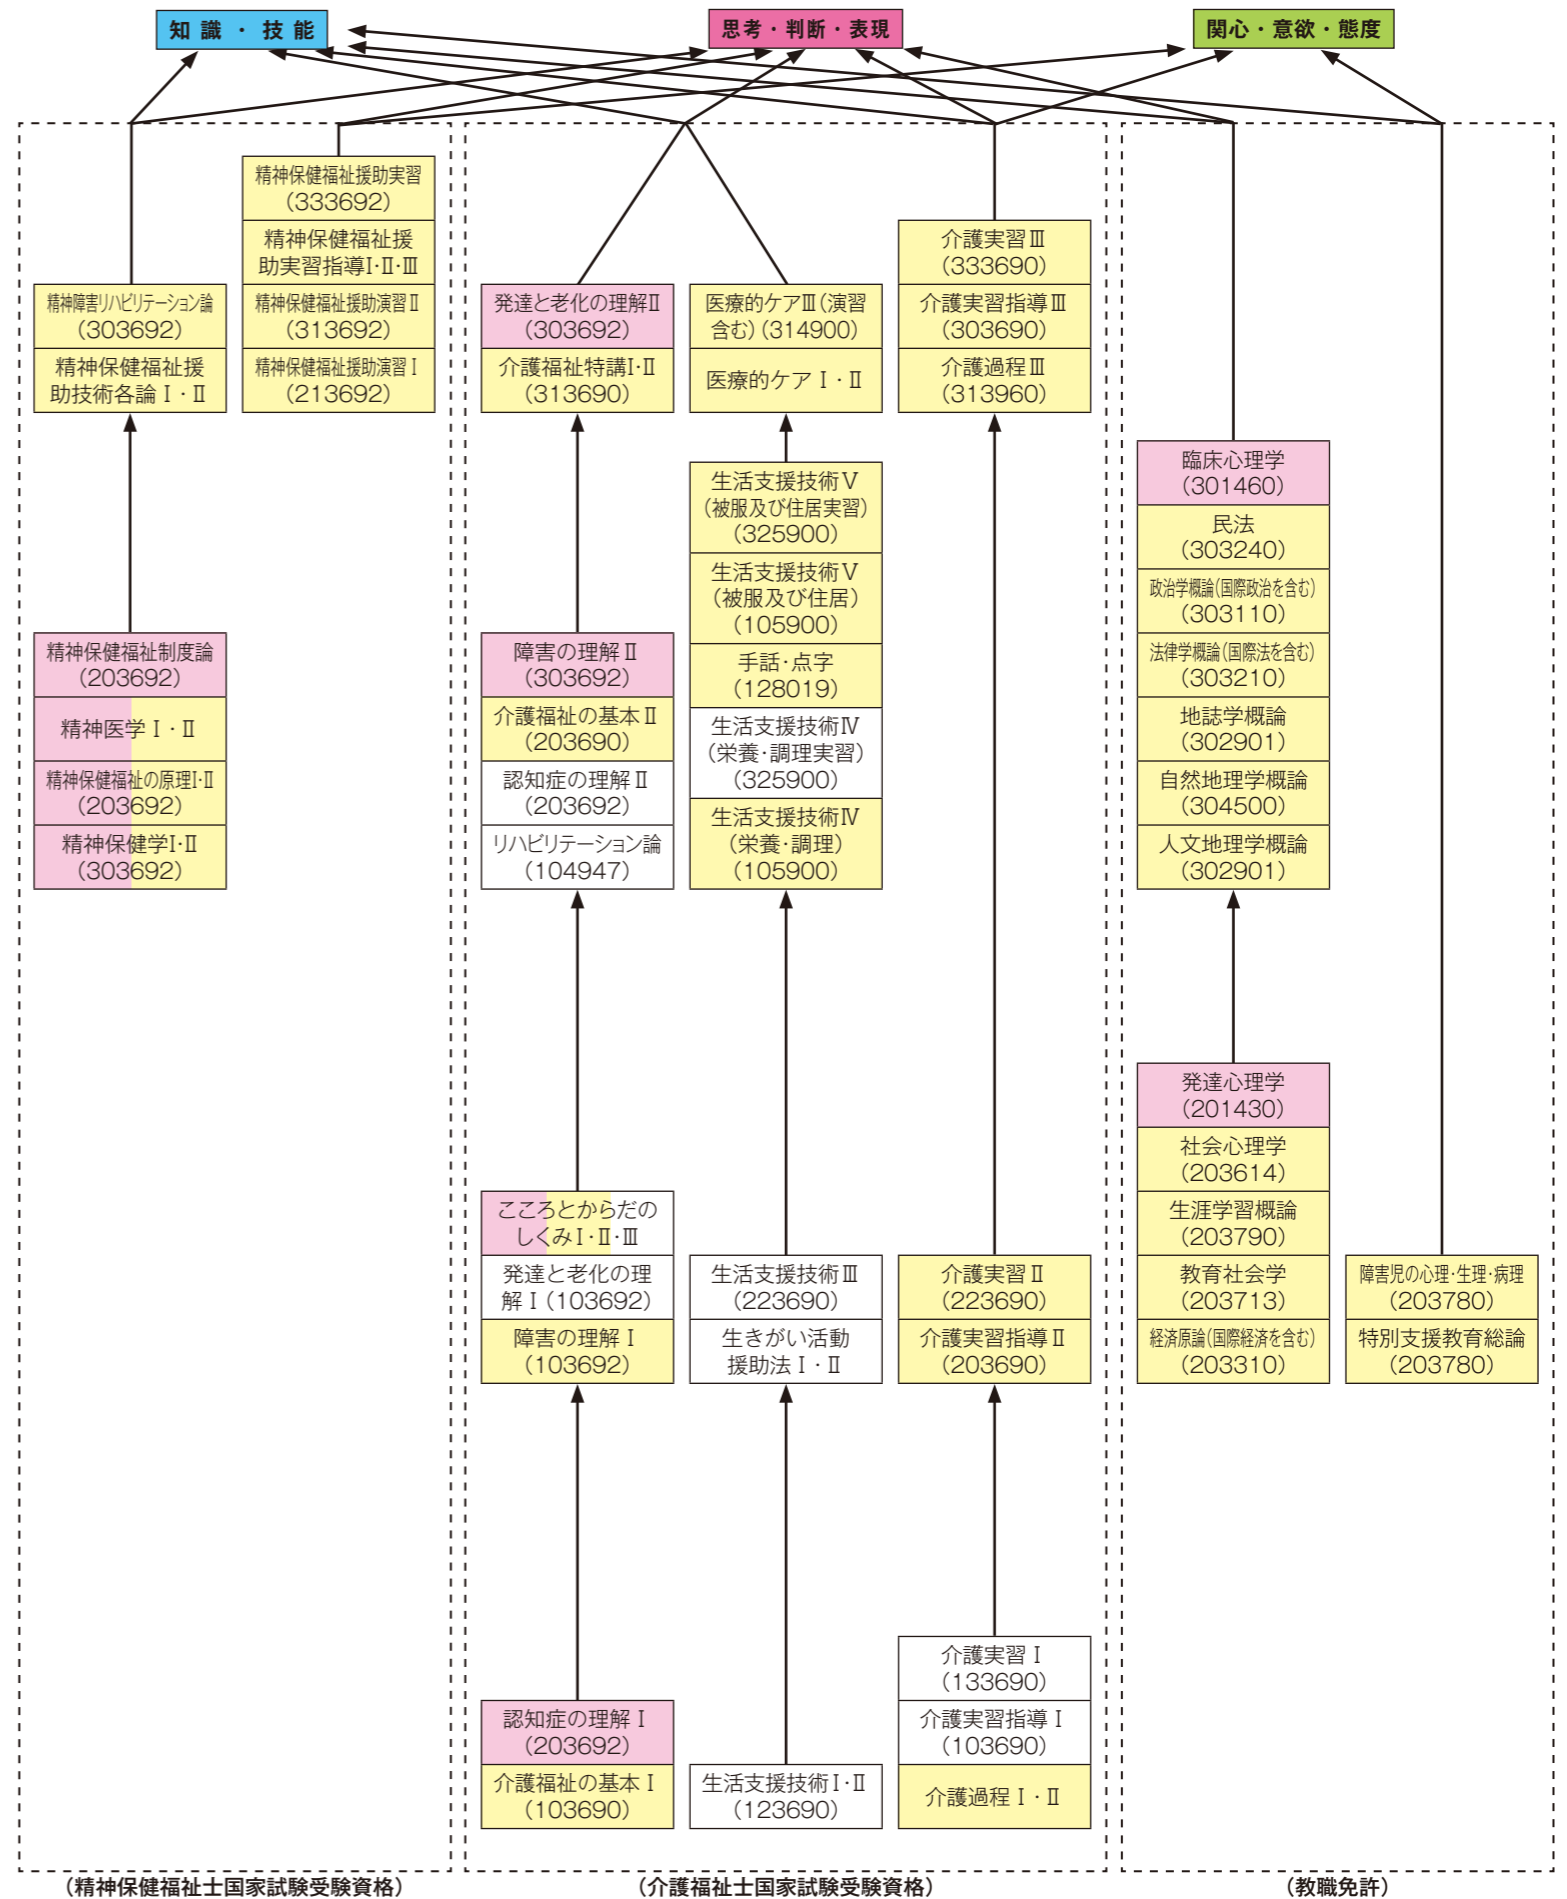 知識・技能
思考・判断・表現
関心・意欲・態度
精神障害リハビリテーション論
（303692）
精神保健福祉援
助技術各論Ⅰ・Ⅱ
精神保健福祉制度論
（203692）
精神医学Ⅰ・Ⅱ
精神保健福祉の原理Ⅰ・Ⅱ
（203692）
精神保健学Ⅰ・Ⅱ
（303692）
精神保健福祉援助実習
（333692）
精神保健福祉援
助実習指導Ⅰ・Ⅱ・Ⅲ
精神保健福祉援助演習Ⅱ
（313692）
精神保健福祉援助演習Ⅰ
（213692）
（精神保健福祉士国家試験受験資格）
発達と老化の理解Ⅱ
（303692）
介護福祉特講Ⅰ・Ⅱ
（313690）
障害の理解Ⅱ
（303692）
介護福祉の基本Ⅱ
（203690）
認知症の理解Ⅱ
（203692）
リハビリテーション論
（104947）
こころとからだの
しくみⅠ・Ⅱ・Ⅲ
発達と老化の理
解Ⅰ（103692）
障害の理解Ⅰ
（103692）
認知症の理解Ⅰ
（203692）
介護福祉の基本Ⅰ
（103690）
医療的ケアⅢ（演習
含む）（314900）
医療的ケアⅠ・Ⅱ
生活支援技術Ⅴ
（被服及び住居実習）
（325900）
生活支援技術Ⅴ
（被服及び住居）
（105900）
手話・点字
（128019）
生活支援技術Ⅳ
（栄養・調理実習）
（325900）
生活支援技術Ⅳ
（栄養・調理）
（105900）
生活支援技術Ⅲ
（223690）
生きがい活動
援助法Ⅰ・Ⅱ
生活支援技術Ⅰ・Ⅱ
（123690）
介護実習Ⅲ
（333690）
介護実習指導Ⅲ
（303690）
介護過程Ⅲ
（313960）
介護実習Ⅱ
（223690）
介護実習指導Ⅱ
（203690）
介護実習Ⅰ
（133690）
介護実習指導Ⅰ
（103690）
介護過程Ⅰ・Ⅱ
（介護福祉士国家試験受験資格）
臨床心理学
（301460）
民法
（303240）
政治学概論（国際政治を含む）
（303110）
法律学概論（国際法を含む）
（303210）
地誌学概論
（302901）
自然地理学概論
（304500）
人文地理学概論
（302901）
発達心理学
（201430）
社会心理学
（203614）
生涯学習概論
（203790）
教育社会学
（203713）
経済原論（国際経済を含む）
（203310）
障害児の心理・生理・病理
（203780）
特別支援教育総論
（203780）
（教職免許）